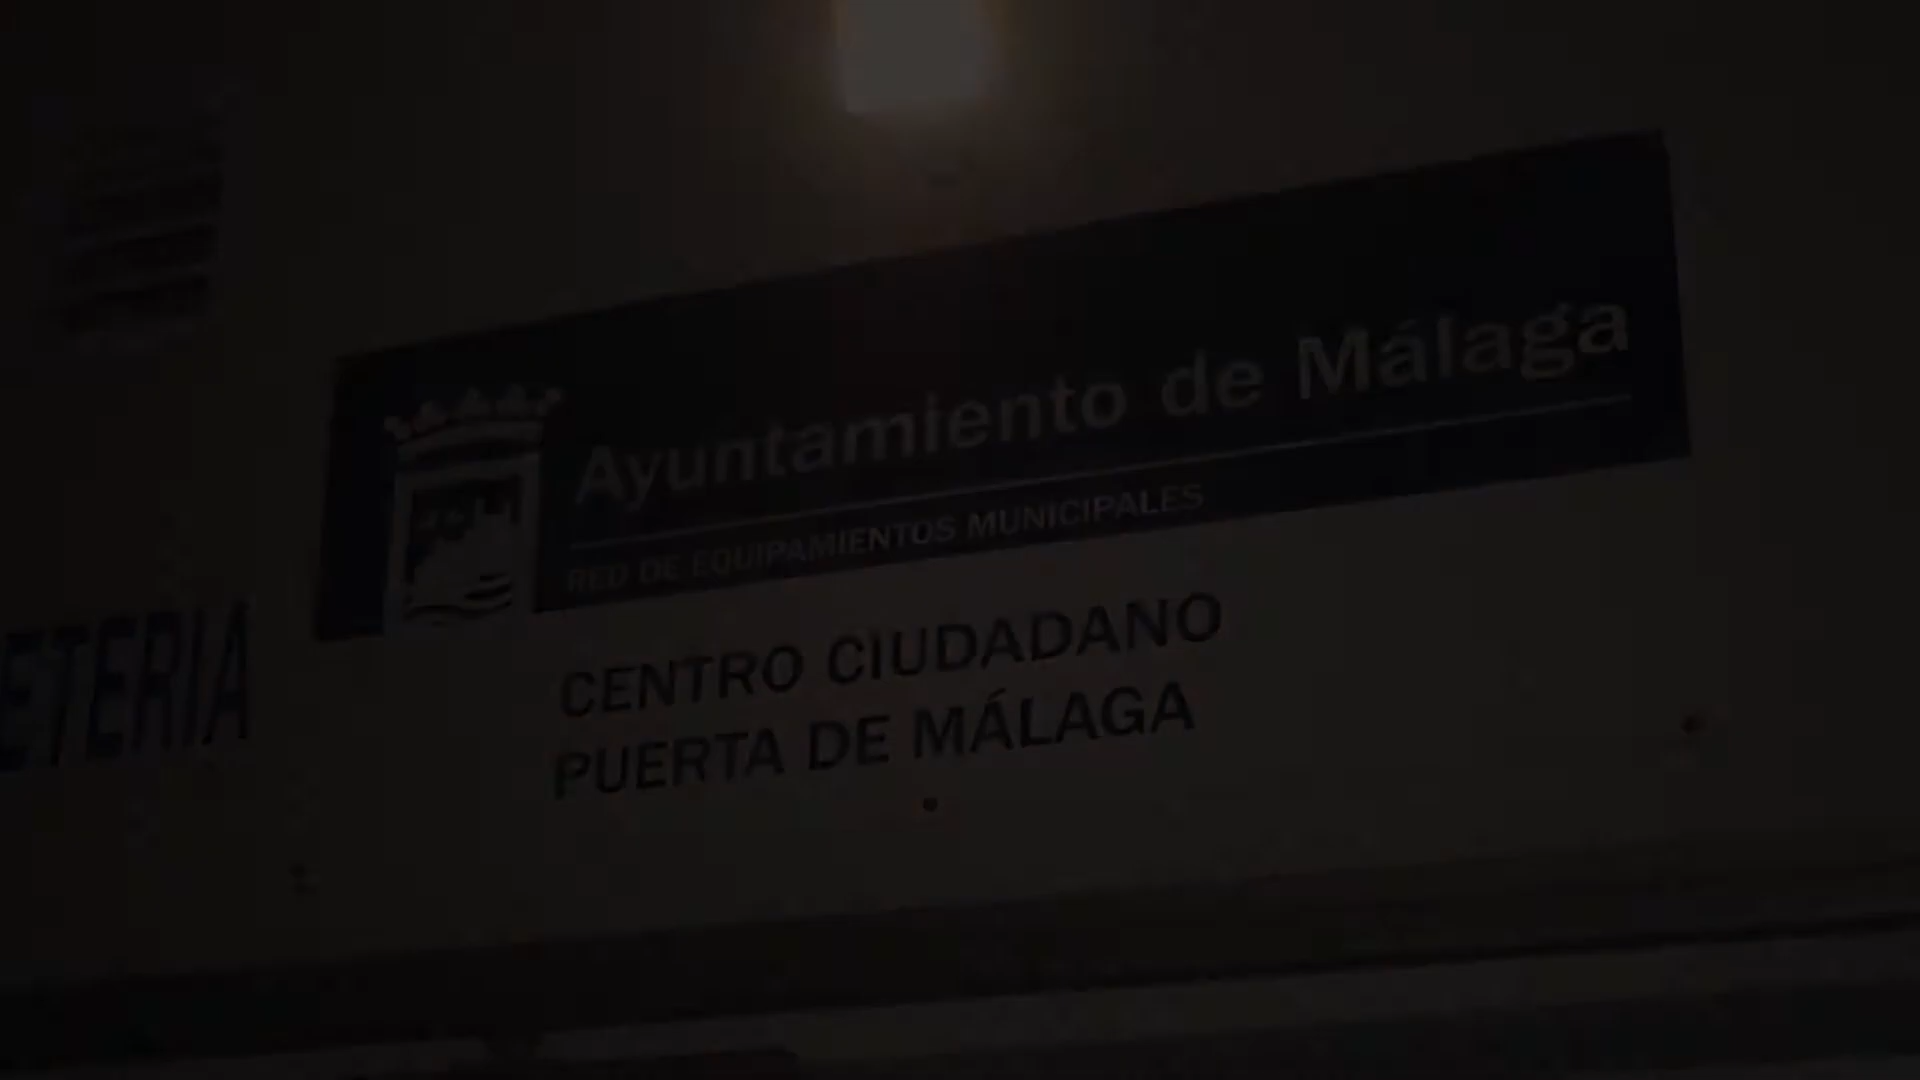 Ayuntamiento de Málaga
RED DE EQUIPAMIENTOS MUNICIPALES
CENTRO CIUDADANO
PUERTA DE MÁLAGA
ETERIA